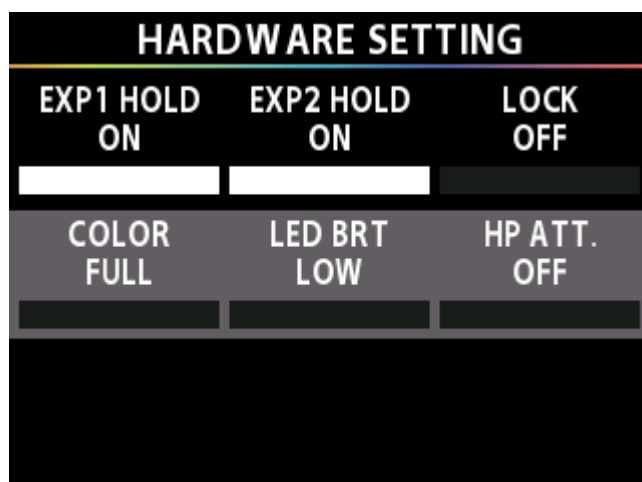 HARDWARE SETTING
EXP1 HOLD EXP2 HOLD LOCK
ON ON OFF
COLOR LED BRT HP ATT.
FULL LOW OFF